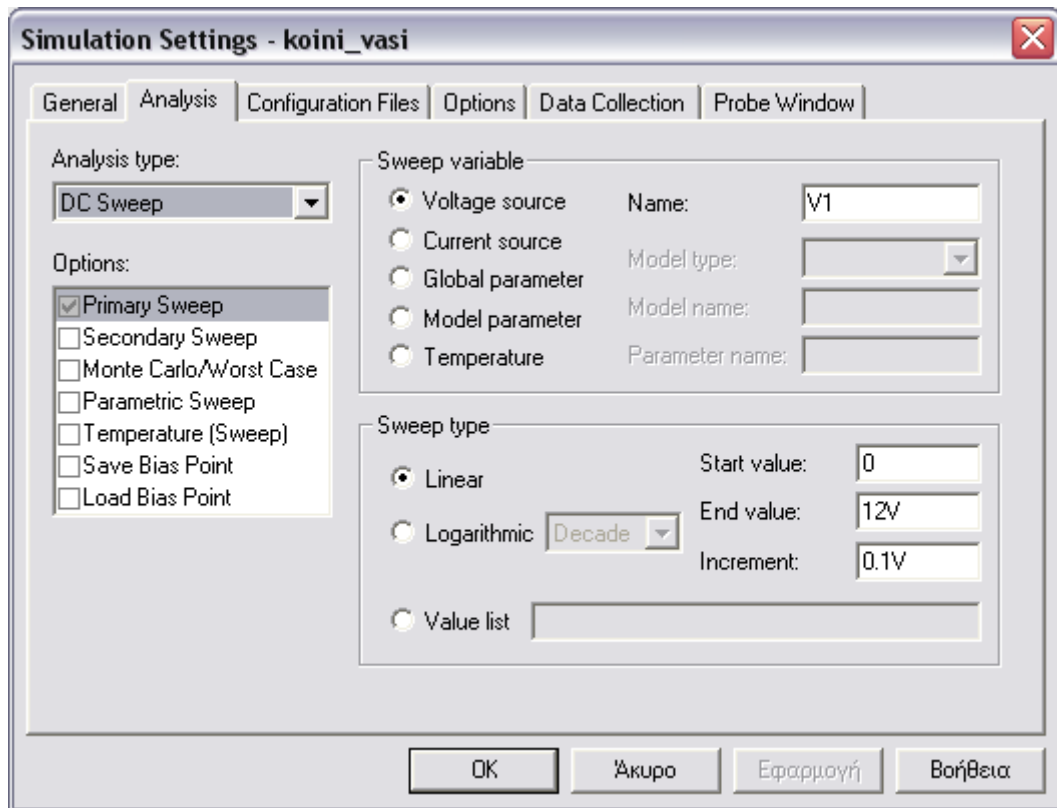 Simulation Settings - koini_vasi
General Analysis Configuration Files Options Data Collection Probe Window
Analysis type:
DC Sweep
Options:
Primary Sweep
Secondary Sweep
Monte Carlo/Worst Case
Parametric Sweep
Temperature (Sweep)
Save Bias Point
Load Bias Point
Sweep variable
Voltage source Name: V1
Current source
Model type:
Global parameter
Model name:
Model parameter
Temperature Parameter name:
Sweep type
Linear
Logarithmic Decade
Value list
Start value: 0
End value: 12V
Increment: 0.1V
OK Άκυρο Εφαρμογή Βοήθεια